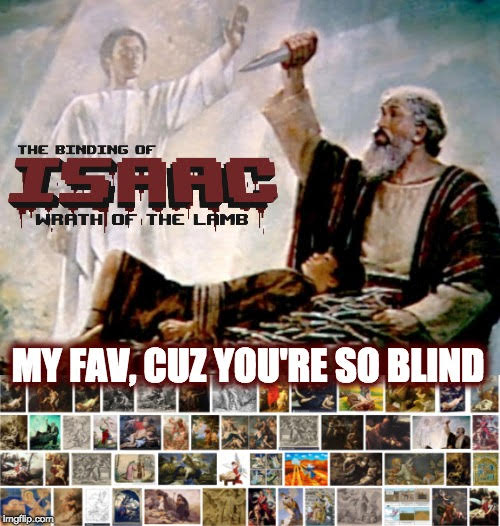 THE BINDING OF
ISAAC
WRATH OF THE LAMB
MY FAV, CUZ YOU'RE SO BLIND
imgflip.com